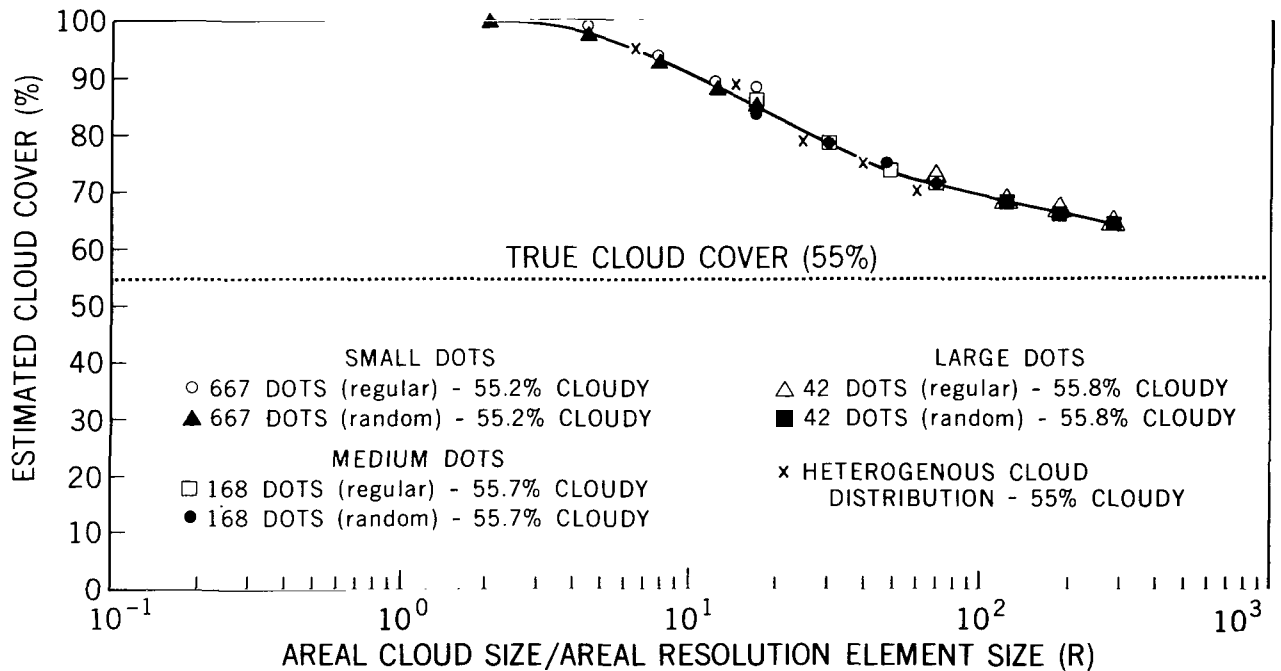 ESTIMATED CLOUD COVER (%)
100
90
80
70
60
50
40
30
20
10
0
TRUE CLOUD COVER (55%)
SMALL DOTS
○ 667 DOTS (regular) - 55.2% CLOUDY
▲ 667 DOTS (random) - 55.2% CLOUDY
MEDIUM DOTS
□ 168 DOTS (regular) - 55.7% CLOUDY
● 168 DOTS (random) - 55.7% CLOUDY
LARGE DOTS
△ 42 DOTS (regular) - 55.8% CLOUDY
■ 42 DOTS (random) - 55.8% CLOUDY
x HETEROGENOUS CLOUD
DISTRIBUTION - 55% CLOUDY
10⁻¹ 10⁰ 10¹ 10² 10³
AREAL CLOUD SIZE/AREAL RESOLUTION ELEMENT SIZE (R)